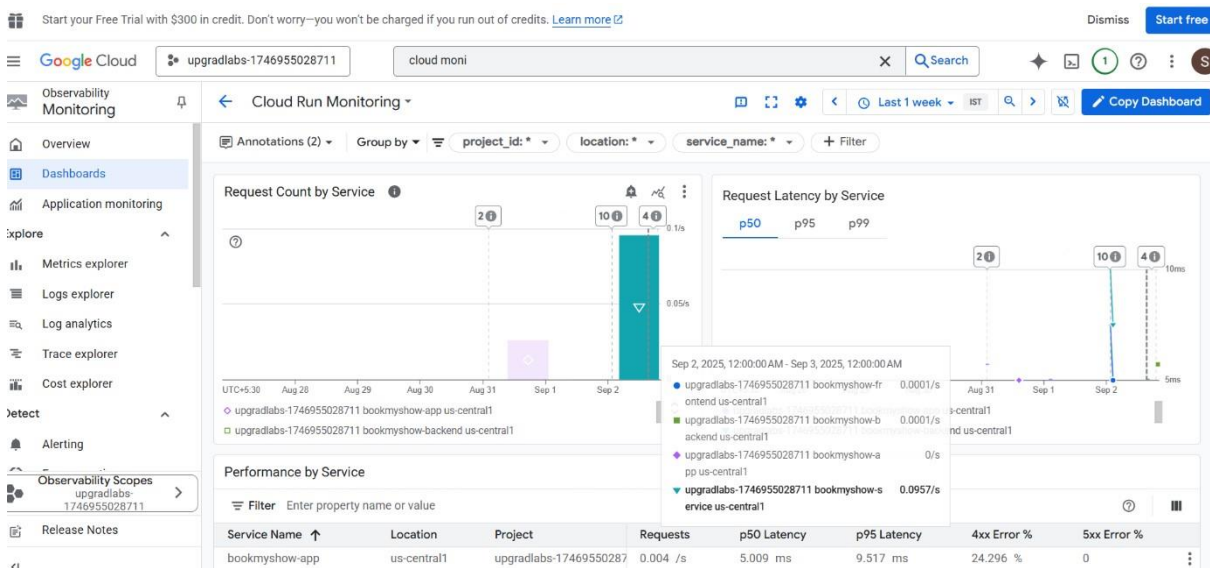 Start your Free Trial with $300 in credit. Don't worry—you won't be charged if you run out of credits. Learn more
Dismiss
Start free
Google Cloud
upgradlabs-1746955028711
cloud moni
Search
1
S
Observability
Monitoring
Cloud Run Monitoring
Last 1 week
IST
Copy Dashboard
Overview
Dashboards
Application monitoring
Explore
Metrics explorer
Logs explorer
Log analytics
Trace explorer
Cost explorer
Detect
Alerting
Observability Scopes
upgradlabs-
1746955028711
Release Notes
Annotations (2)
Group by
project_id: *
location: *
service_name: *
+ Filter
Request Count by Service
2
10
4
0.1/s
0.05/s
UTC+5:30 Aug 28 Aug 29 Aug 30 Aug 31 Sep 1 Sep 2
upgradlabs-1746955028711 bookmyshow-app us-central1
upgradlabs-1746955028711 bookmyshow-backend us-central1
Request Latency by Service
p50 p95 p99
2
10
4
10ms
5ms
Aug 31 Sep 1 Sep 2
Sep 2, 2025, 12:00:00 AM - Sep 3, 2025, 12:00:00 AM
upgradlabs-1746955028711 bookmyshow-fr 0.0001/s
ontend us-central1
upgradlabs-1746955028711 bookmyshow-b 0.0001/s
ackend us-central1
upgradlabs-1746955028711 bookmyshow-a 0/s
pp us-central1
upgradlabs-1746955028711 bookmyshow-s 0.0957/s
ervice us-central1
Performance by Service
Filter Enter property name or value
Service Name Location Project Requests p50 Latency p95 Latency 4xx Error % 5xx Error %
bookmyshow-app us-central1 upgradlabs-17469550287 0.004 /s 5.009 ms 9.517 ms 24.296 % 0